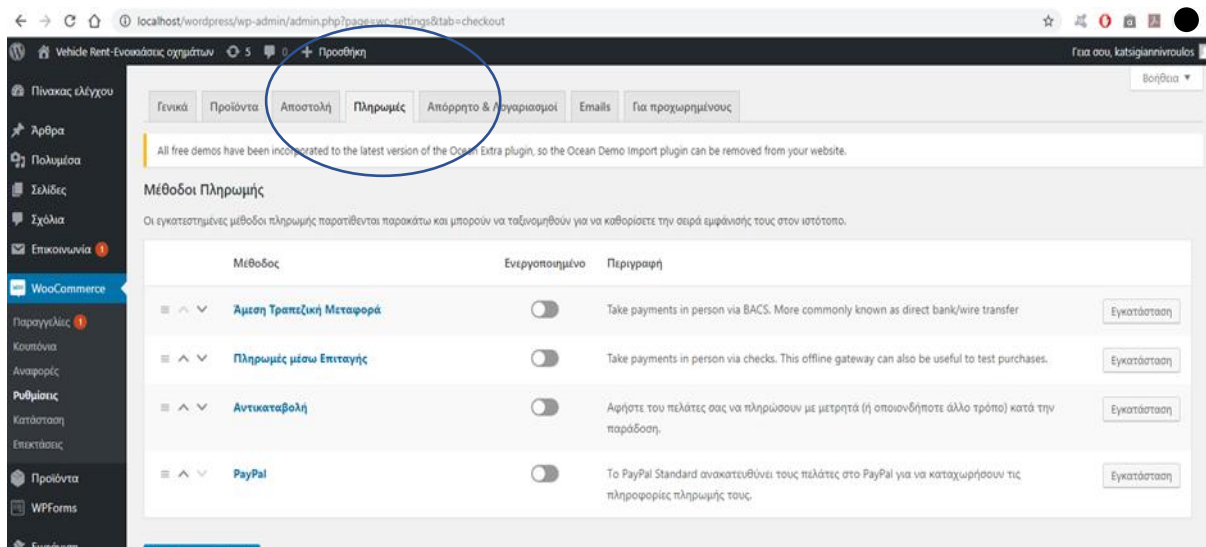 localhost/wordpress/wp-admin/admin.php?page=wc-settings&tab=checkout
Vehicle Rent-Ενοικιάσεις οχημάτων 5 0 Προσθήκη Γεια σου, katsigiannivroulos
Βοήθεια
Πίνακας ελέγχου
Άρθρα
Πολυμέσα
Σελίδες
Σχόλια
Επικοινωνία 1
WooCommerce
Παραγγελίες 1
Κουπόνια
Αναφορές
Ρυθμίσεις
Κατάσταση
Επεκτάσεις
Προϊόντα
WPForms
Γενικά Προϊόντα Αποστολή Πληρωμές Απόρρητο & Λογαριασμοί Emails Για προχωρημένους
All free demos have been incorporated to the latest version of the Ocean Extra plugin, so the Ocean Demo Import plugin can be removed from your website.
Μέθοδοι Πληρωμής
Οι εγκατεστημένες μέθοδοι πληρωμής παρατίθενται παρακάτω και μπορούν να ταξινομηθούν για να καθορίσετε την σειρά εμφάνισής τους στον ιστότοπο.
Μέθοδος Ενεργοποιημένο Περιγραφή
Άμεση Τραπεζική Μεταφορά Take payments in person via BACS. More commonly known as direct bank/wire transfer Εγκατάσταση
Πληρωμές μέσω Επιταγής Take payments in person via checks. This offline gateway can also be useful to test purchases. Εγκατάσταση
Αντικαταβολή Αφήστε του πελάτες σας να πληρώσουν με μετρητά (ή οποιονδήποτε άλλο τρόπο) κατά την
παράδοση. Εγκατάσταση
PayPal Το PayPal Standard ανακατευθύνει τους πελάτες στο PayPal για να καταχωρήσουν τις
πληροφορίες πληρωμής τους. Εγκατάσταση